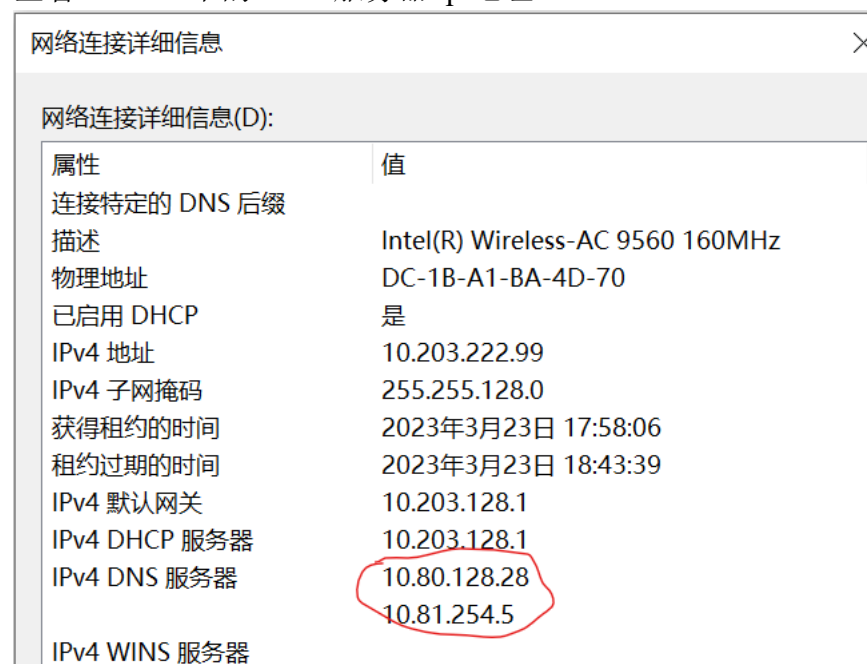 网络连接详细信息
网络连接详细信息(D):
属性 值
连接特定的 DNS 后缀
描述 Intel(R) Wireless-AC 9560 160MHz
物理地址 DC-1B-A1-BA-4D-70
已启用 DHCP 是
IPv4 地址 10.203.222.99
IPv4 子网掩码 255.255.128.0
获得租约的时间 2023年3月23日 17:58:06
租约过期的时间 2023年3月23日 18:43:39
IPv4 默认网关 10.203.128.1
IPv4 DHCP 服务器 10.203.128.1
IPv4 DNS 服务器 10.80.128.28
10.81.254.5
IPv4 WINS 服务器